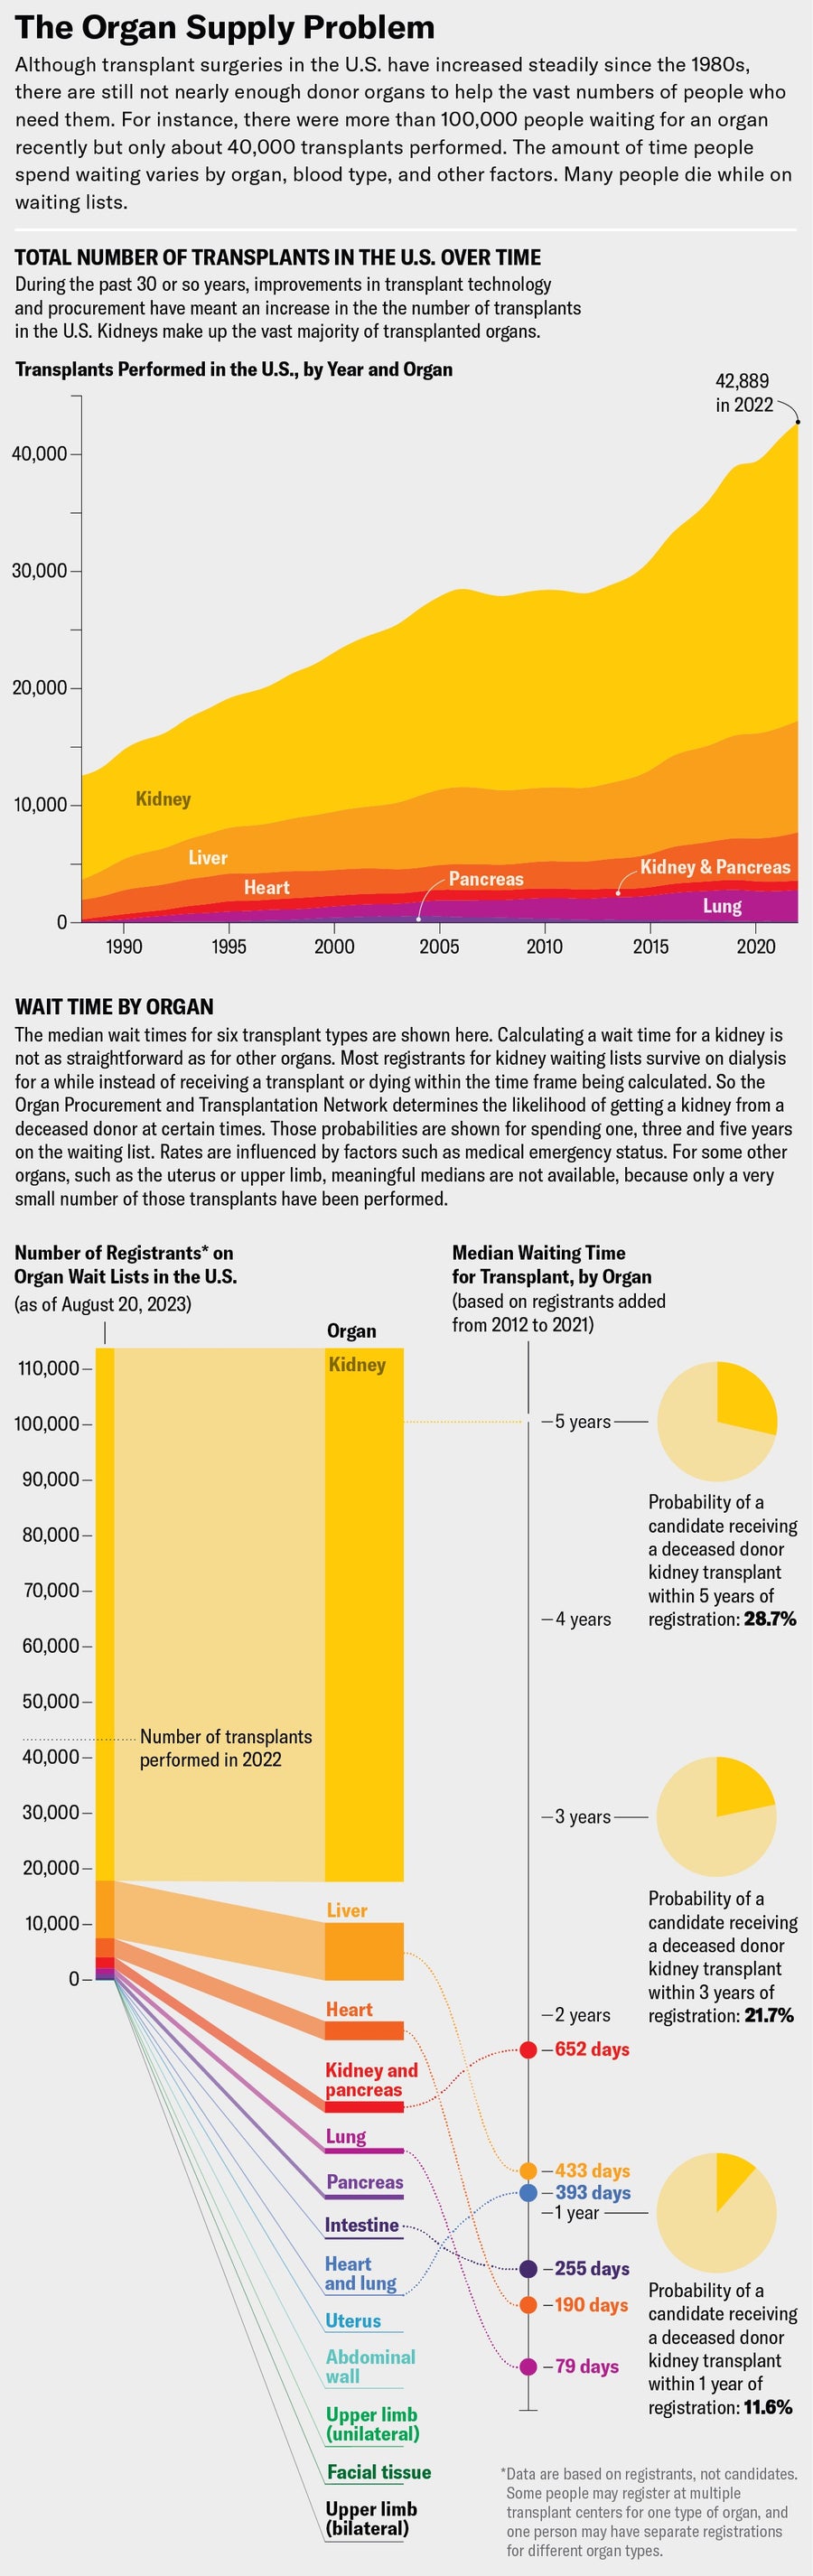 The Organ Supply Problem
Although transplant surgeries in the U.S. have increased steadily since the 1980s,
there are still not nearly enough donor organs to help the vast numbers of people who
need them. For instance, there were more than 100,000 people waiting for an organ
recently but only about 40,000 transplants performed. The amount of time people
spend waiting varies by organ, blood type, and other factors. Many people die while on
waiting lists.
TOTAL NUMBER OF TRANSPLANTS IN THE U.S. OVER TIME
During the past 30 or so years, improvements in transplant technology
and procurement have meant an increase in the the number of transplants
in the U.S. Kidneys make up the vast majority of transplanted organs.
Transplants Performed in the U.S., by Year and Organ
42,889
in 2022
40,000
30,000
20,000
10,000
0
Kidney
Liver
Heart
Pancreas
Kidney & Pancreas
Lung
1990
1995
2000
2005
2010
2015
2020
WAIT TIME BY ORGAN
The median wait times for six transplant types are shown here. Calculating a wait time for a kidney is
not as straightforward as for other organs. Most registrants for kidney waiting lists survive on dialysis
for a while instead of receiving a transplant or dying within the time frame being calculated. So the
Organ Procurement and Transplantation Network determines the likelihood of getting a kidney from a
deceased donor at certain times. Those probabilities are shown for spending one, three and five years
on the waiting list. Rates are influenced by factors such as medical emergency status. For some other
organs, such as the uterus or upper limb, meaningful medians are not available, because only a very
small number of those transplants have been performed.
Number of Registrants* on
Organ Wait Lists in the U.S.
(as of August 20, 2023)
Organ
110,000
100,000
90,000
80,000
70,000
60,000
50,000
40,000
30,000
20,000
10,000
0
Number of transplants
performed in 2022
Kidney
Liver
Heart
Kidney and
pancreas
Lung
Pancreas
Intestine
Heart
and lung
Uterus
Abdominal
wall
Upper limb
(unilateral)
Facial tissue
Upper limb
(bilateral)
Median Waiting Time
for Transplant, by Organ
(based on registrants added
from 2012 to 2021)
5 years
4 years
3 years
2 years
652 days
433 days
393 days
1 year
255 days
190 days
79 days
Probability of a
candidate receiving
a deceased donor
kidney transplant
within 5 years of
registration: 28.7%
Probability of a
candidate receiving
a deceased donor
kidney transplant
within 3 years of
registration: 21.7%
Probability of a
candidate receiving
a deceased donor
kidney transplant
within 1 year of
registration: 11.6%
*Data are based on registrants, not candidates.
Some people may register at multiple
transplant centers for one type of organ, and
one person may have separate registrations
for different organ types.